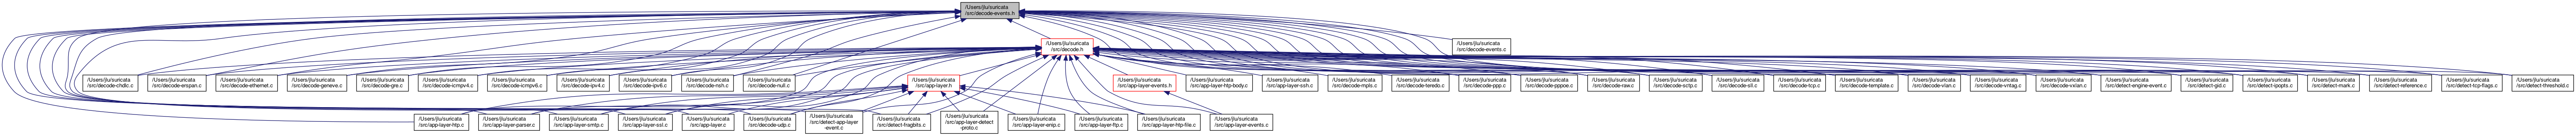 /Users/jlu/suricata
/src/decode-events.h
/Users/jlu/suricata
/src/decode.h
/Users/jlu/suricata
/src/decode-events.c
/Users/jlu/suricata
/src/decode-chdlc.c
/Users/jlu/suricata
/src/decode-erspan.c
/Users/jlu/suricata
/src/decode-ethernet.c
/Users/jlu/suricata
/src/decode-geneve.c
/Users/jlu/suricata
/src/decode-gre.c
/Users/jlu/suricata
/src/decode-icmpv4.c
/Users/jlu/suricata
/src/decode-icmpv6.c
/Users/jlu/suricata
/src/decode-ipv4.c
/Users/jlu/suricata
/src/decode-ipv6.c
/Users/jlu/suricata
/src/decode-nsh.c
/Users/jlu/suricata
/src/decode-null.c
/Users/jlu/suricata
/src/app-layer.h
/Users/jlu/suricata
/src/app-layer-events.h
/Users/jlu/suricata
/src/app-layer-htp-body.c
/Users/jlu/suricata
/src/app-layer-ssh.c
/Users/jlu/suricata
/src/decode-mpls.c
/Users/jlu/suricata
/src/decode-teredo.c
/Users/jlu/suricata
/src/decode-ppp.c
/Users/jlu/suricata
/src/decode-pppoe.c
/Users/jlu/suricata
/src/decode-raw.c
/Users/jlu/suricata
/src/decode-sctp.c
/Users/jlu/suricata
/src/decode-sll.c
/Users/jlu/suricata
/src/decode-tcp.c
/Users/jlu/suricata
/src/decode-template.c
/Users/jlu/suricata
/src/decode-vlan.c
/Users/jlu/suricata
/src/decode-vntag.c
/Users/jlu/suricata
/src/decode-vxlan.c
/Users/jlu/suricata
/src/detect-engine-event.c
/Users/jlu/suricata
/src/detect-gid.c
/Users/jlu/suricata
/src/detect-ipopts.c
/Users/jlu/suricata
/src/detect-mark.c
/Users/jlu/suricata
/src/detect-reference.c
/Users/jlu/suricata
/src/detect-tcp-flags.c
/Users/jlu/suricata
/src/detect-threshold.c
/Users/jlu/suricata
/src/app-layer-htp.c
/Users/jlu/suricata
/src/app-layer-parser.c
/Users/jlu/suricata
/src/app-layer-smtp.c
/Users/jlu/suricata
/src/app-layer-ssl.c
/Users/jlu/suricata
/src/app-layer.c
/Users/jlu/suricata
/src/decode-udp.c
/Users/jlu/suricata
/src/detect-app-layer
-event.c
/Users/jlu/suricata
/src/detect-fragbits.c
/Users/jlu/suricata
/src/app-layer-detect
-proto.c
/Users/jlu/suricata
/src/app-layer-enip.c
/Users/jlu/suricata
/src/app-layer-ftp.c
/Users/jlu/suricata
/src/app-layer-htp-file.c
/Users/jlu/suricata
/src/app-layer-events.c